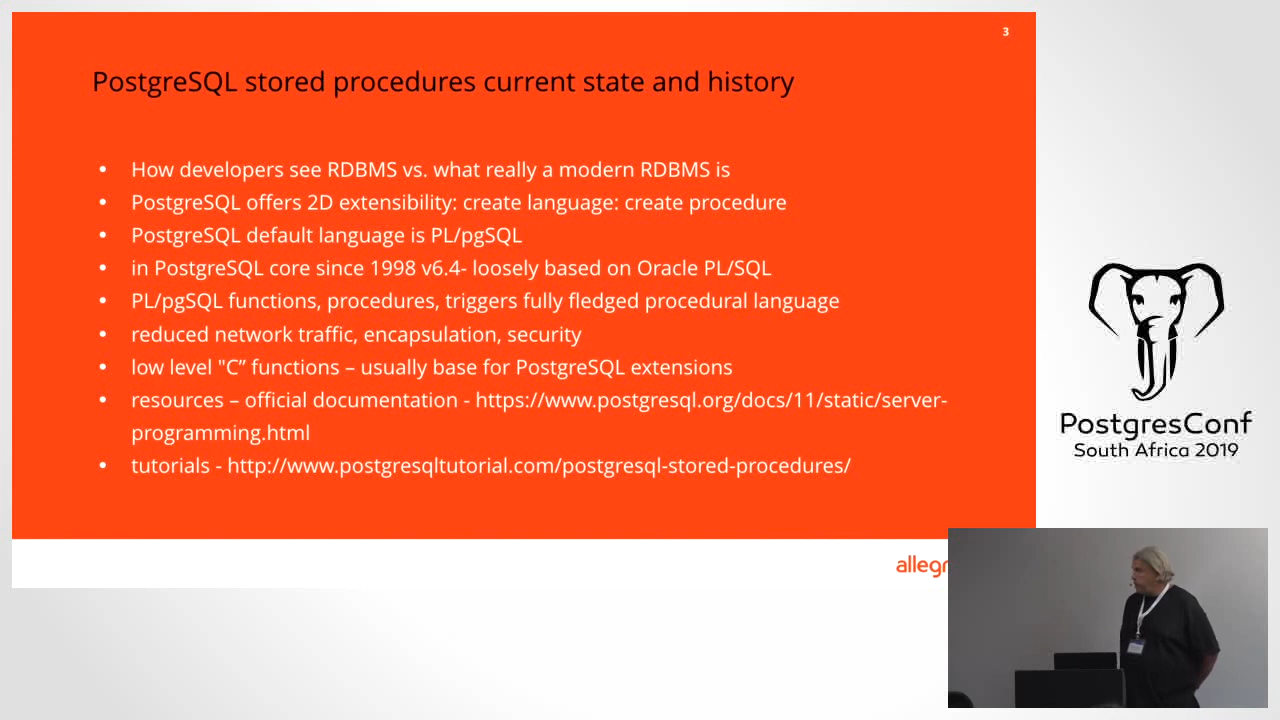 3
PostgreSQL stored procedures current state and history
• How developers see RDBMS vs. what really a modern RDBMS is
• PostgreSQL offers 2D extensibility: create language: create procedure
• PostgreSQL default language is PL/pgSQL
• in PostgreSQL core since 1998 v6.4- loosely based on Oracle PL/SQL
• PL/pgSQL functions, procedures, triggers fully fledged procedural language
• reduced network traffic, encapsulation, security
• low level "C” functions – usually base for PostgreSQL extensions
• resources – official documentation - https://www.postgresql.org/docs/11/static/server-
programming.html
• tutorials - http://www.postgresqltutorial.com/postgresql-stored-procedures/
PostgresConf
South Africa 2019
allegr